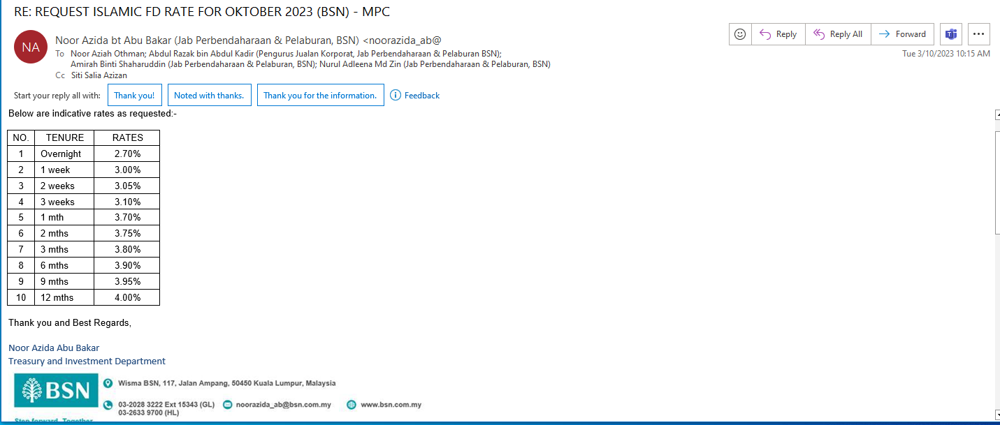 RE: REQUEST ISLAMIC FD RATE FOR OKTOBER 2023 (BSN) - MPC
NA
Noor Azida bt Abu Bakar (Jab Perbendaharaan & Pelaburan, BSN) <noorazida_ab@
To Noor Aziah Othman; Abdul Razak bin Abdul Kadir (Pengurus Jualan Korporat, Jab Perbendaharaan & Pelaburan BSN);
Amirah Binti Shaharuddin (Jab Perbendaharaan & Pelaburan, BSN); Nurul Adleena Md Zin (Jab Perbendaharaan & Pelaburan, BSN)
Cc Siti Salia Azizan
Reply Reply All Forward
Tue 3/10/2023 10:15 AM
Start your reply all with: Thank you! Noted with thanks. Thank you for the information. Feedback
Below are indicative rates as requested:-
NO. TENURE RATES
1 Overnight 2.70%
2 1 week 3.00%
3 2 weeks 3.05%
4 3 weeks 3.10%
5 1 mth 3.70%
6 2 mths 3.75%
7 3 mths 3.80%
8 6 mths 3.90%
9 9 mths 3.95%
10 12 mths 4.00%
Thank you and Best Regards,
Noor Azida Abu Bakar
Treasury and Investment Department
BSN
Wisma BSN, 117, Jalan Ampang, 50450 Kuala Lumpur, Malaysia
03-2028 3222 Ext 15343 (GL) noorazida_ab@bsn.com.my www.bsn.com.my
03-2633 9700 (HL)
Step forward. Together